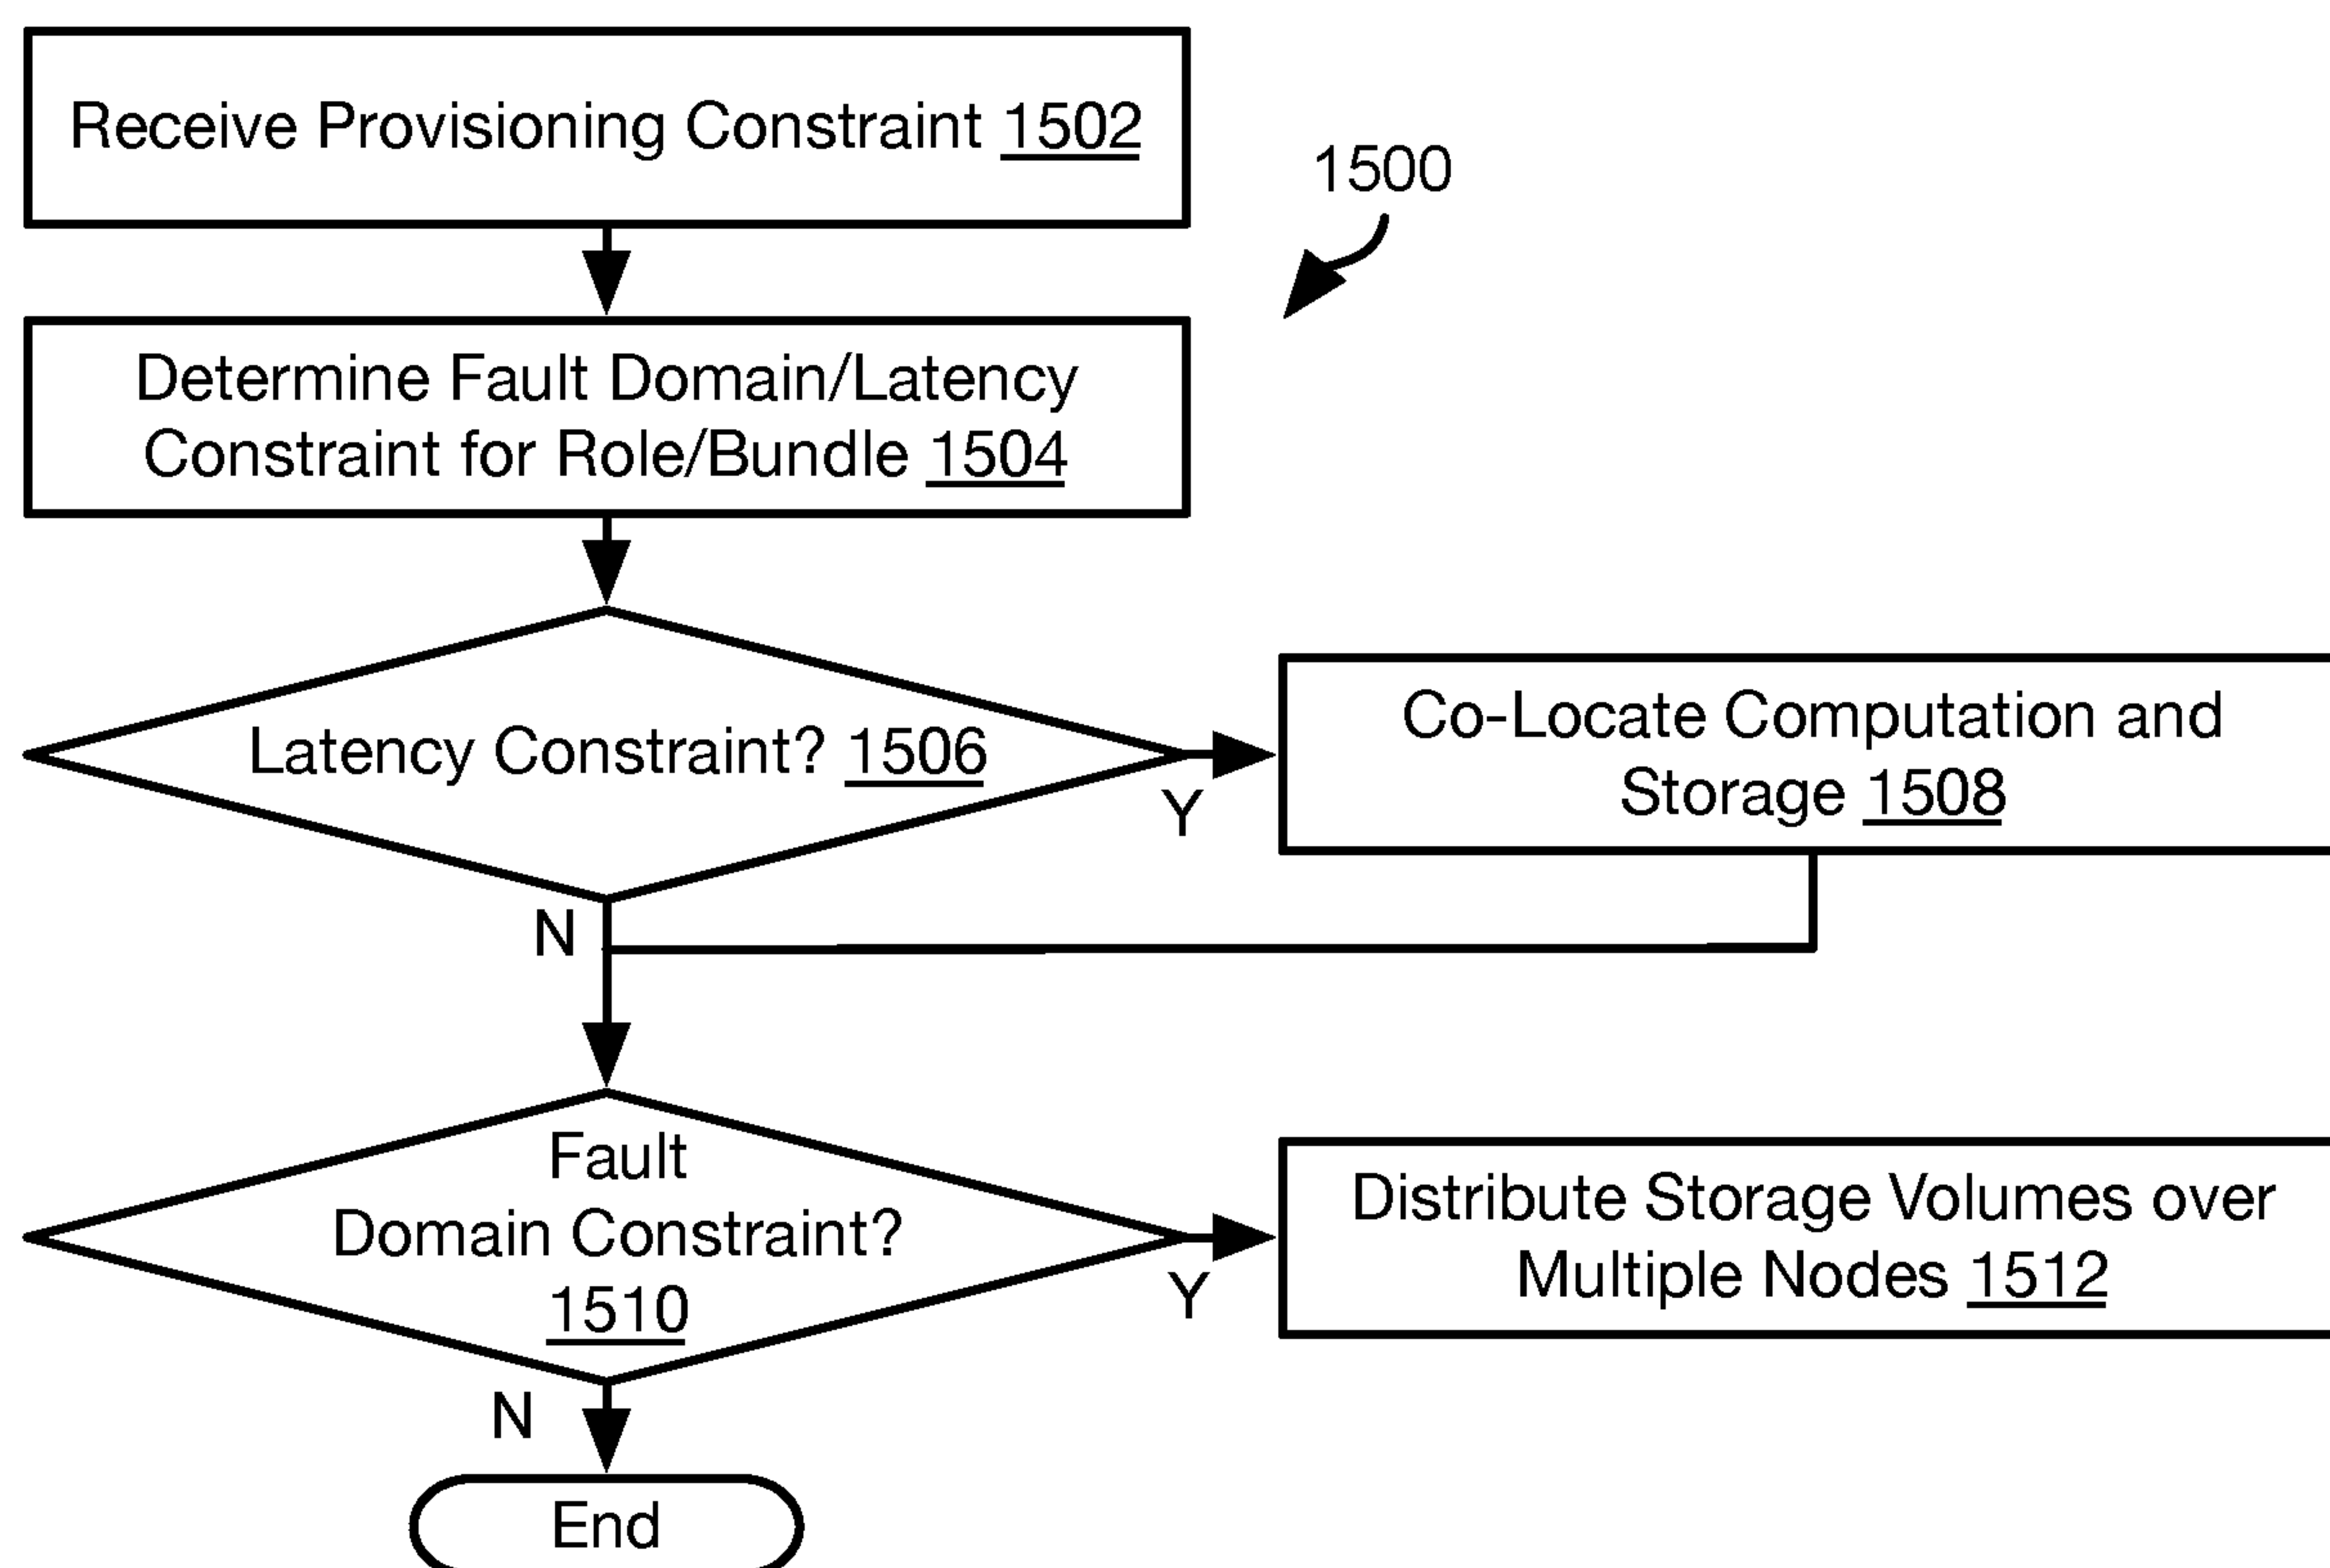 Receive Provisioning Constraint 1502
1500
Determine Fault Domain/Latency
Constraint for Role/Bundle 1504
Latency Constraint? 1506
Y
Co-Locate Computation and
Storage 1508
N
Fault
Domain Constraint?
1510
Y
Distribute Storage Volumes over
Multiple Nodes 1512
N
End